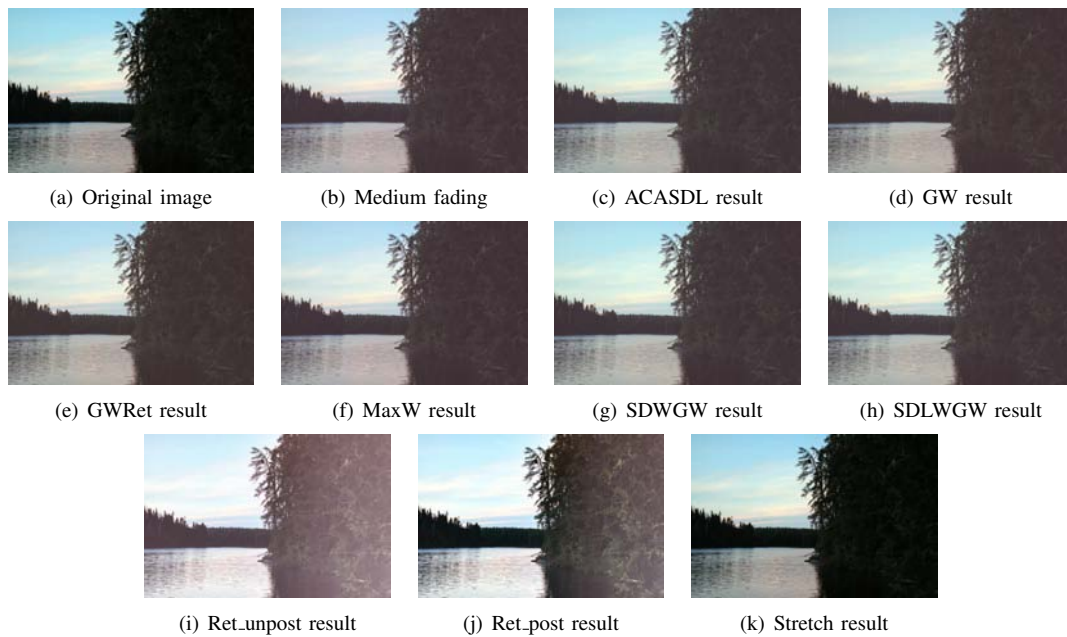 (a) Original image
(b) Medium fading
(c) ACASDL result
(d) GW result
(e) GWRet result
(f) MaxW result
(g) SDWGW result
(h) SDLWGW result
(i) Ret_unpost result
(j) Ret_post result
(k) Stretch result